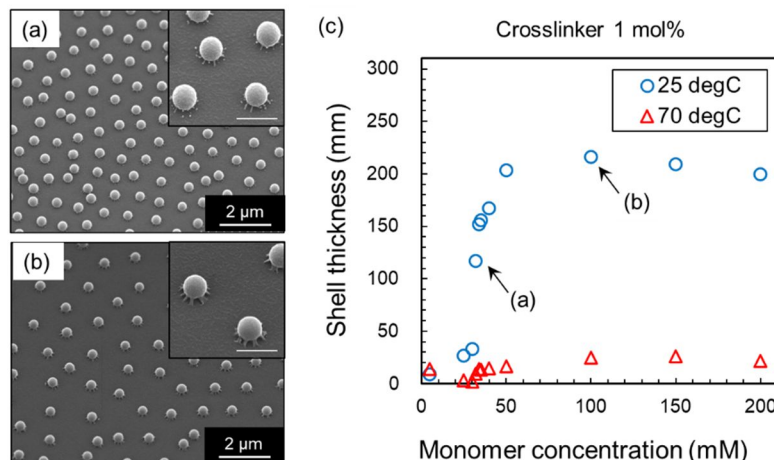 (a)
2 μm
(b)
2 μm
(c)
Crosslinker 1 mol%
25 degC
70 degC
300
250
200
150
100
50
0
Shell thickness (mm)
(b)
(a)
0 50 100 150 200
Monomer concentration (mM)